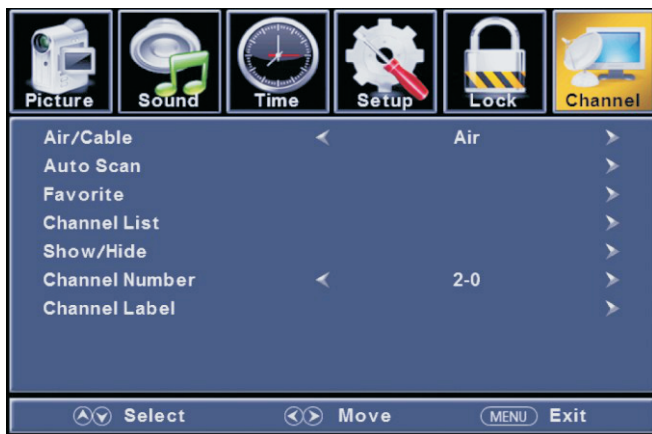 Picture Sound Time Setup Lock Channel
Air/Cable Air
Auto Scan
Favorite
Channel List
Show/Hide
Channel Number 2-0
Channel Label
Select Move MENU Exit